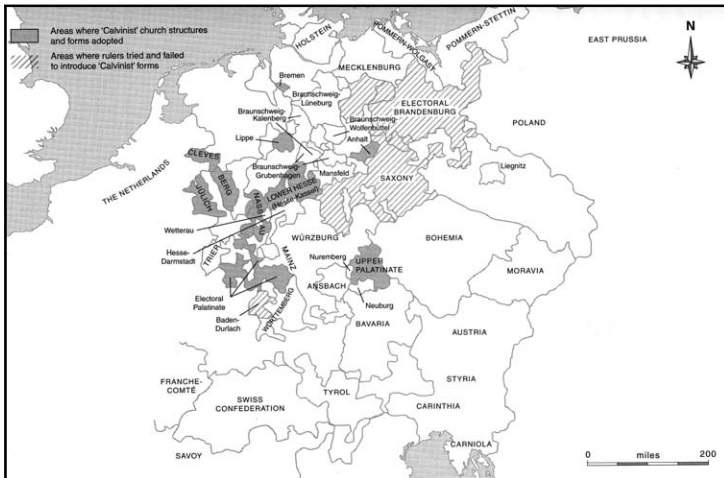 Areas where 'Calvinist' church structures
and forms adopted
Areas where rulers tried and failed
to introduce 'Calvinist' forms
N
HOLSTEIN
POMMERN-WOLGAST
POMMERN-STETTIN
EAST PRUSSIA
MECKLENBURG
Bremen
Braunschweig-
Lüneburg
ELECTORAL
BRANDENBURG
Braunschweig-
Kalenberg
Braunschweig-
Wolfenbüttel
Lippe
Anhalt
POLAND
THE NETHERLANDS
CLEVES
Braunschweig-
Grubenhagen
Mansfeld
SAXONY
Liegnitz
JÜLICH
BERG
NASSAU
LOWER HESSE
(Hesse-Kassel)
Wetterau
Hesse-
Darmstadt
TRIER
MAINZ
WÜRZBURG
BOHEMIA
Nuremberg
UPPER
PALATINATE
MORAVIA
Electoral
Palatinate
ANSBACH
Neuburg
Baden-
Durlach
WÜRTTEMBERG
BAVARIA
AUSTRIA
FRANCHE-
COMTÉ
SWISS
CONFEDERATION
TYROL
STYRIA
CARINTHIA
SAVOY
CARNIOLA
0 miles 200